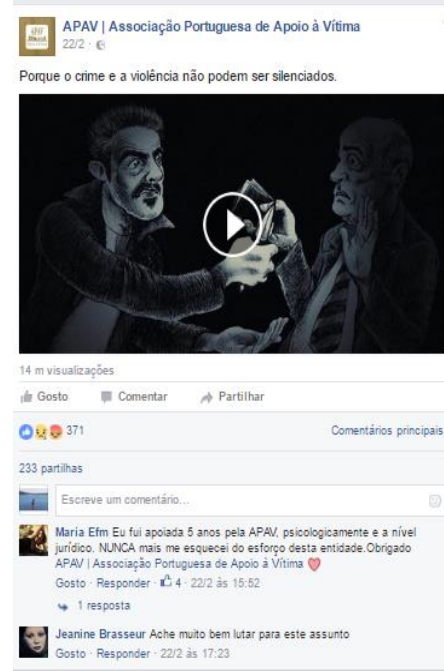 APAV | Associação Portuguesa de Apoio à Vítima
22/2 ·
Porque o crime e a violência não podem ser silenciados.
14 m visualizações
Gosto Comentar Partilhar
371 Comentários principais
233 partilhas
Escreve um comentário...
Maria Efm Eu fui apoiada 5 anos pela APAV, psicologicamente e a nível
jurídico. NUNCA mais me esquecei do esforço desta entidade.Obrigado
APAV | Associação Portuguesa de Apoio à Vítima
Gosto · Responder · 4 · 22/2 às 15:52
1 resposta
Jeanine Brasseur Ache muito bem lutar para este assunto
Gosto · Responder · 22/2 às 17:23